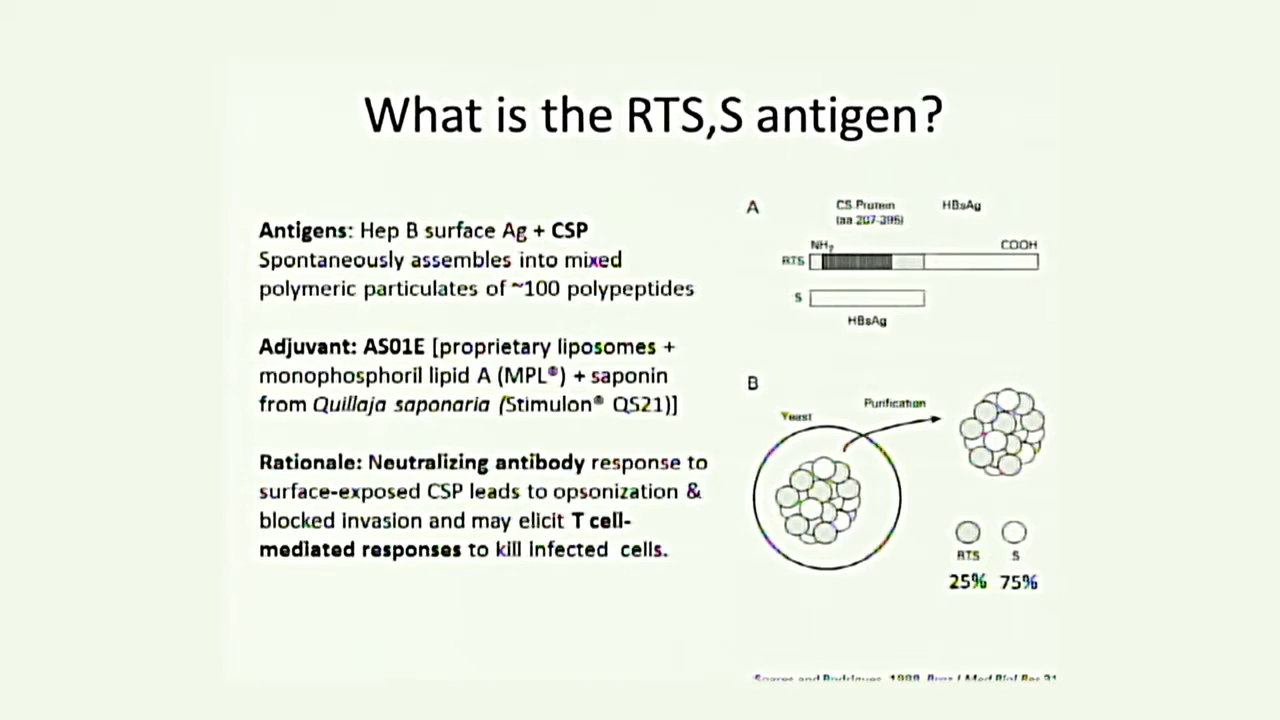 What is the RTS,S antigen?
Antigens: Hep B surface Ag + CSP
Spontaneously assembles into mixed
polymeric particulates of ~100 polypeptides
Adjuvant: AS01E [proprietary liposomes +
monophosphoril lipid A (MPL®) + saponin
from Quillaja saponaria (Stimulon® QS21)]
Rationale: Neutralizing antibody response to
surface-exposed CSP leads to opsonization &
blocked invasion and may elicit T cell-
mediated responses to kill infected cells.
A
CS Protein
(aa 207-395)
HBsAg
NH₂
COOH
RTS
S
HBsAg
B
Yeast
Purification
RTS
S
25%
75%